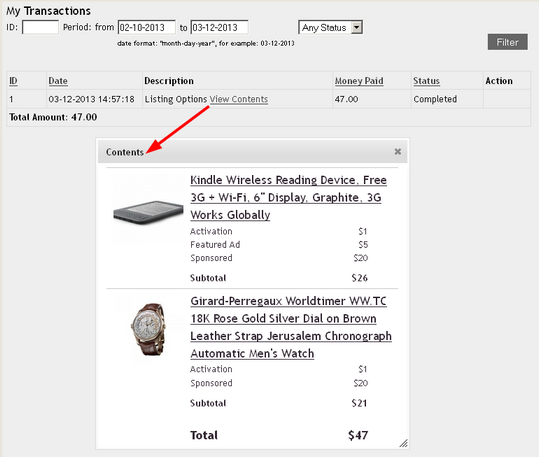 My Transactions
ID: Period: from 02-10-2013 to 03-12-2013 Any Status
date format: "month-day-year", for example: 03-12-2013
Filter
ID Date Description Money Paid Status Action
1 03-12-2013 14:57:18 Listing Options View Contents 47.00 Completed
Total Amount: 47.00
Contents
Kindle Wireless Reading Device, Free
3G + Wi-Fi, 6" Display, Graphite, 3G
Works Globally
Activation $1
Featured Ad $5
Sponsored $20
Subtotal $26
Girard-Perregaux Worldtimer WW.TC
18K Rose Gold Silver Dial on Brown
Leather Strap Jerusalem Chronograph
Automatic Men's Watch
Activation $1
Sponsored $20
Subtotal $21
Total $47